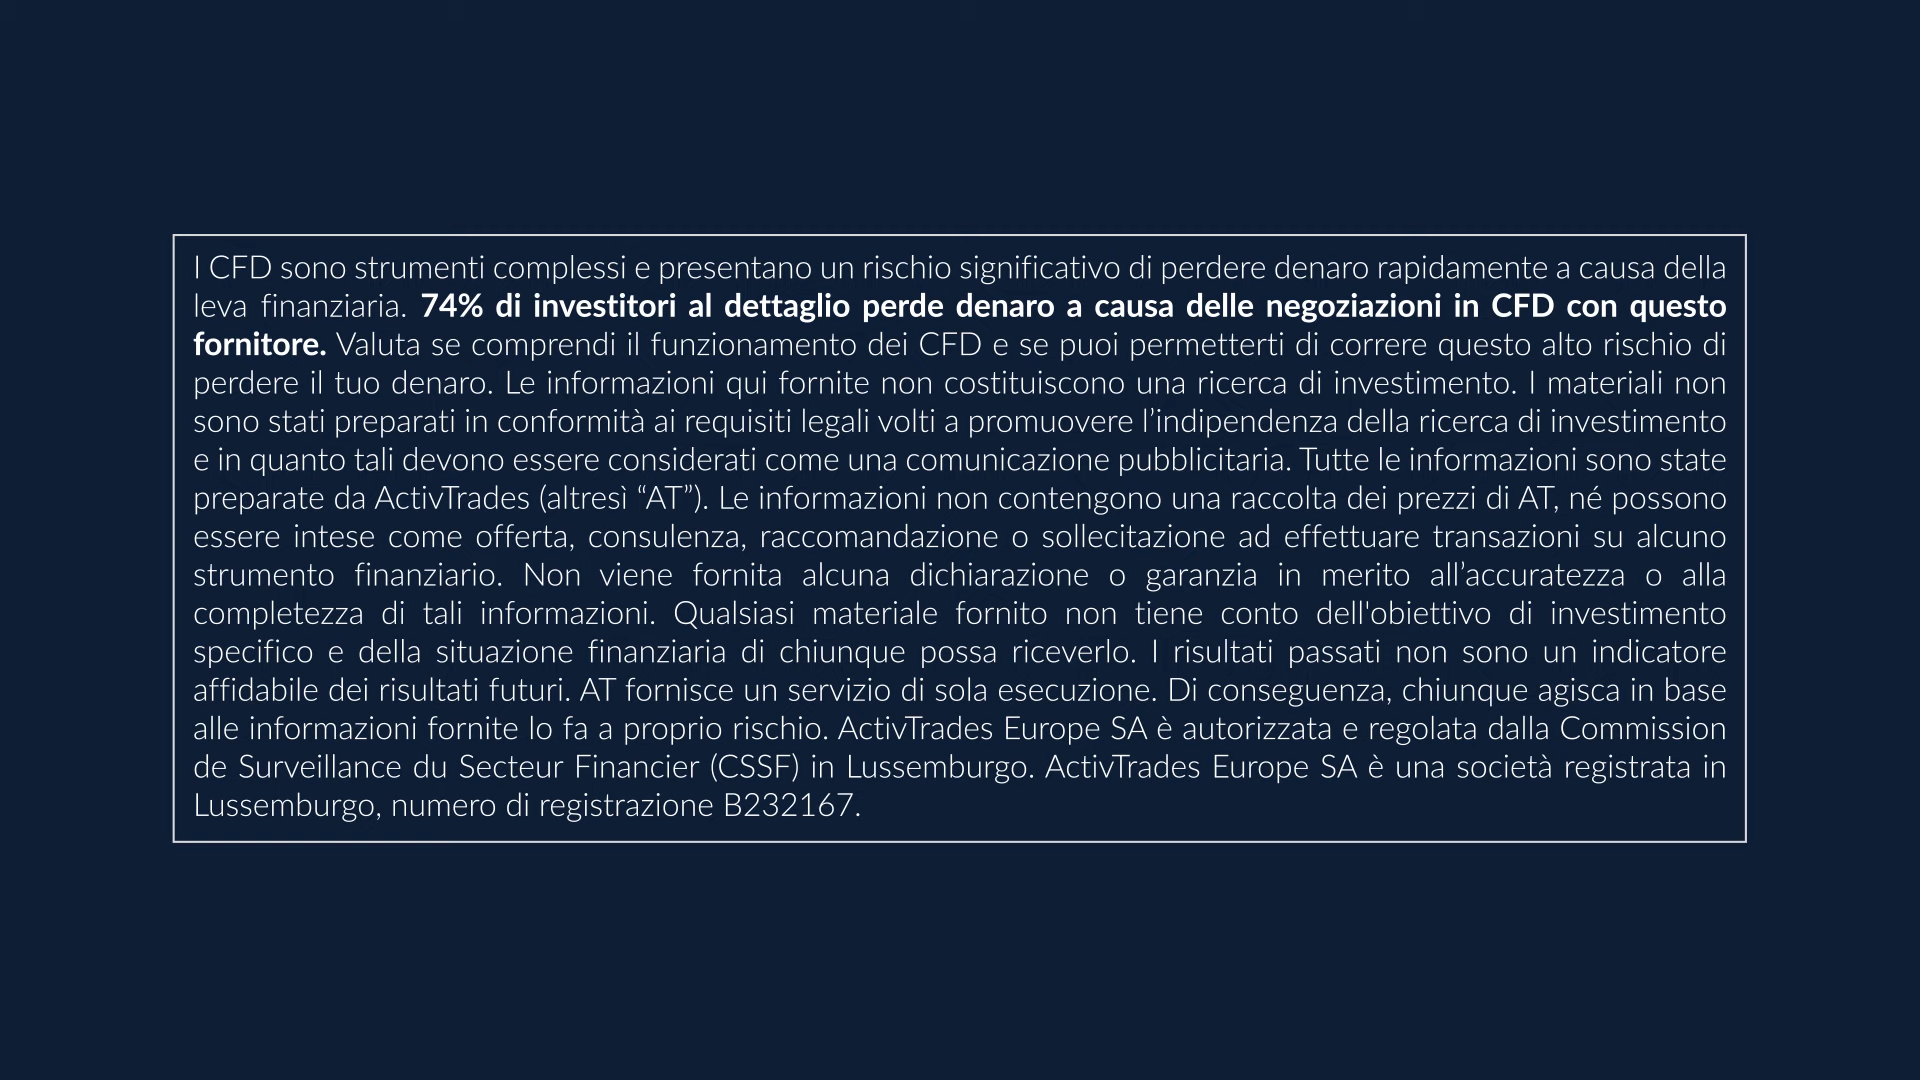 I CFD sono strumenti complessi e presentano un rischio significativo di perdere denaro rapidamente a causa della
leva finanziaria. 74% di investitori al dettaglio perde denaro a causa delle negoziazioni in CFD con questo
fornitore. Valuta se comprendi il funzionamento dei CFD e se puoi permetterti di correre questo alto rischio di
perdere il tuo denaro. Le informazioni qui fornite non costituiscono una ricerca di investimento. I materiali non
sono stati preparati in conformità ai requisiti legali volti a promuovere l’indipendenza della ricerca di investimento
e in quanto tali devono essere considerati come una comunicazione pubblicitaria. Tutte le informazioni sono state
preparate da ActivTrades (altresì “AT”). Le informazioni non contengono una raccolta dei prezzi di AT, né possono
essere intese come offerta, consulenza, raccomandazione o sollecitazione ad effettuare transazioni su alcuno
strumento finanziario. Non viene fornita alcuna dichiarazione o garanzia in merito all’accuratezza o alla
completezza di tali informazioni. Qualsiasi materiale fornito non tiene conto dell'obiettivo di investimento
specifico e della situazione finanziaria di chiunque possa riceverlo. I risultati passati non sono un indicatore
affidabile dei risultati futuri. AT fornisce un servizio di sola esecuzione. Di conseguenza, chiunque agisca in base
alle informazioni fornite lo fa a proprio rischio. ActivTrades Europe SA è autorizzata e regolata dalla Commission
de Surveillance du Secteur Financier (CSSF) in Lussemburgo. ActivTrades Europe SA è una società registrata in
Lussemburgo, numero di registrazione B232167.